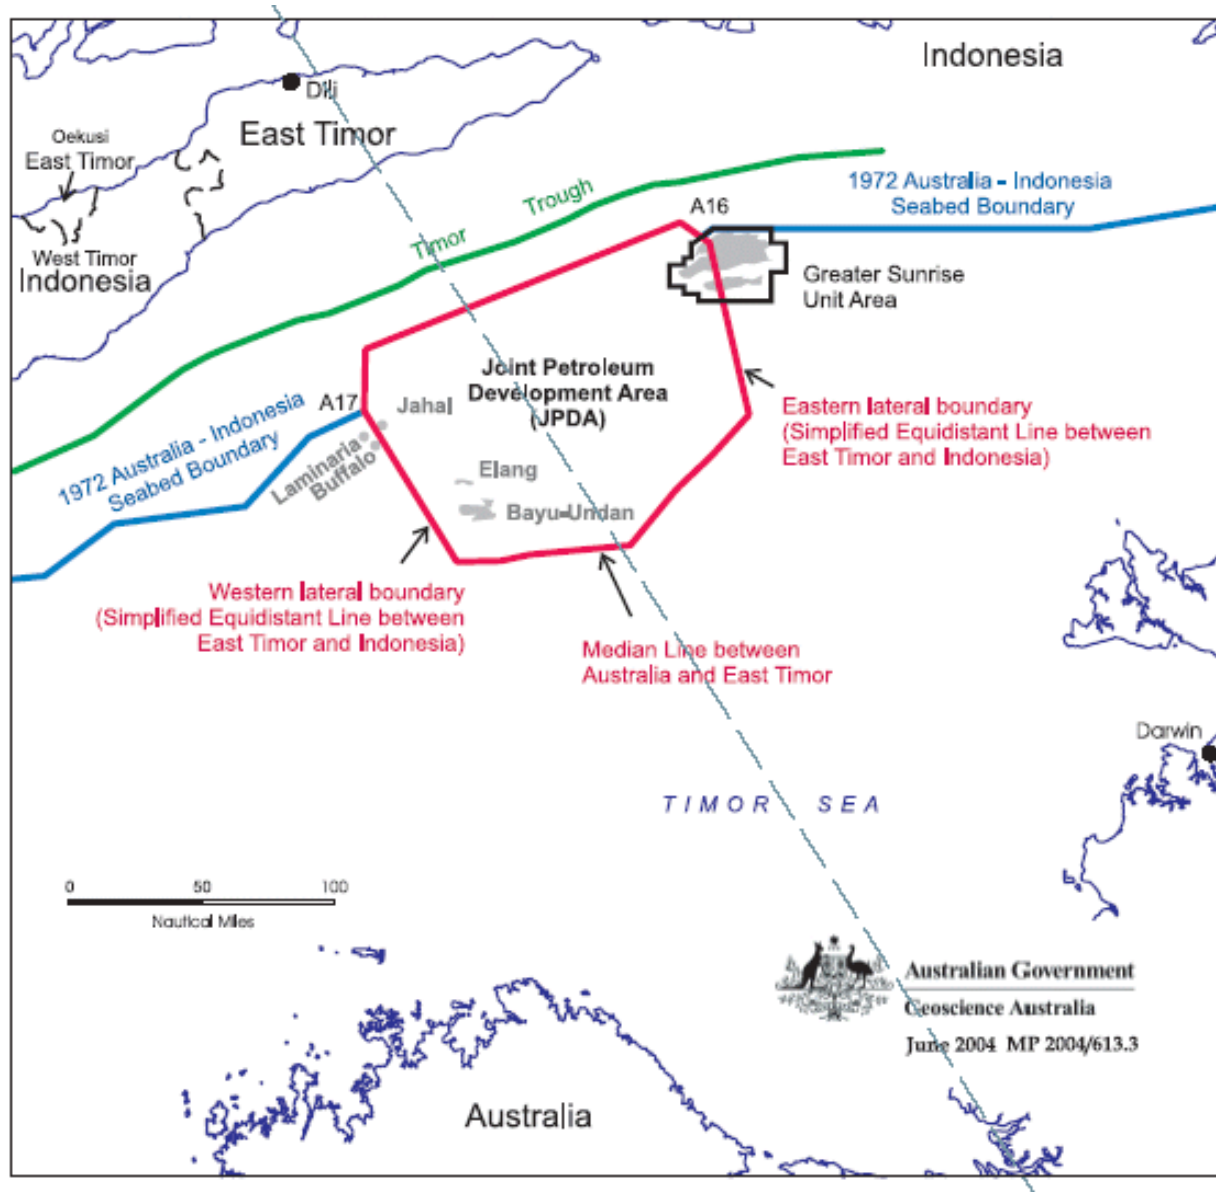 Indonesia
Dili
East Timor
Oekusi
East Timor
West Timor
Indonesia
Timor Trough
A16
1972 Australia - Indonesia
Seabed Boundary
Greater Sunrise
Unit Area
Joint Petroleum
Development Area
(JPDA)
A17
Jahal
Laminaria
Buffalo
1972 Australia - Indonesia
Seabed Boundary
Elang
Bayu-Undan
Eastern lateral boundary
(Simplified Equidistant Line between
East Timor and Indonesia)
Western lateral boundary
(Simplified Equidistant Line between
East Timor and Indonesia)
Median Line between
Australia and East Timor
Darwin
TIMOR SEA
0 50 100
Nautical Miles
Australian Government
Geoscience Australia
June 2004 MP 2004/613.3
Australia